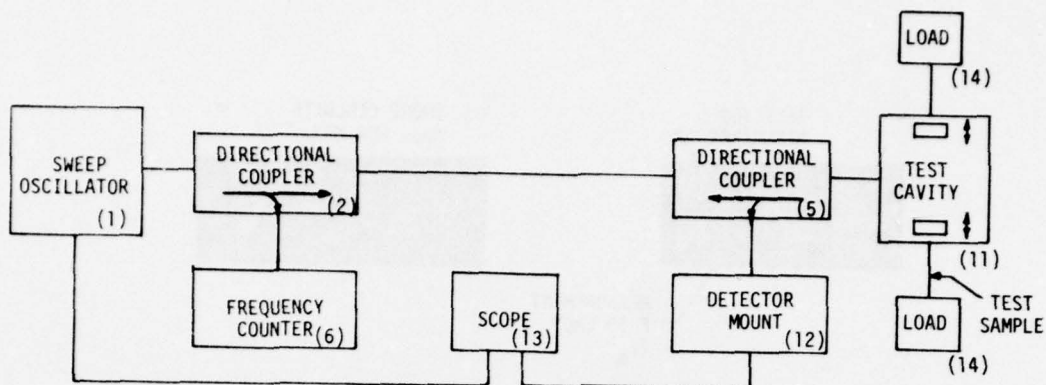 LOAD
(14)
SWEEP
OSCILLATOR
(1)
DIRECTIONAL
COUPLER
(2)
DIRECTIONAL
COUPLER
(5)
TEST
CAVITY
(11)
FREQUENCY
COUNTER (6)
SCOPE
(13)
DETECTOR
MOUNT
(12)
LOAD
(14)
TEST
SAMPLE